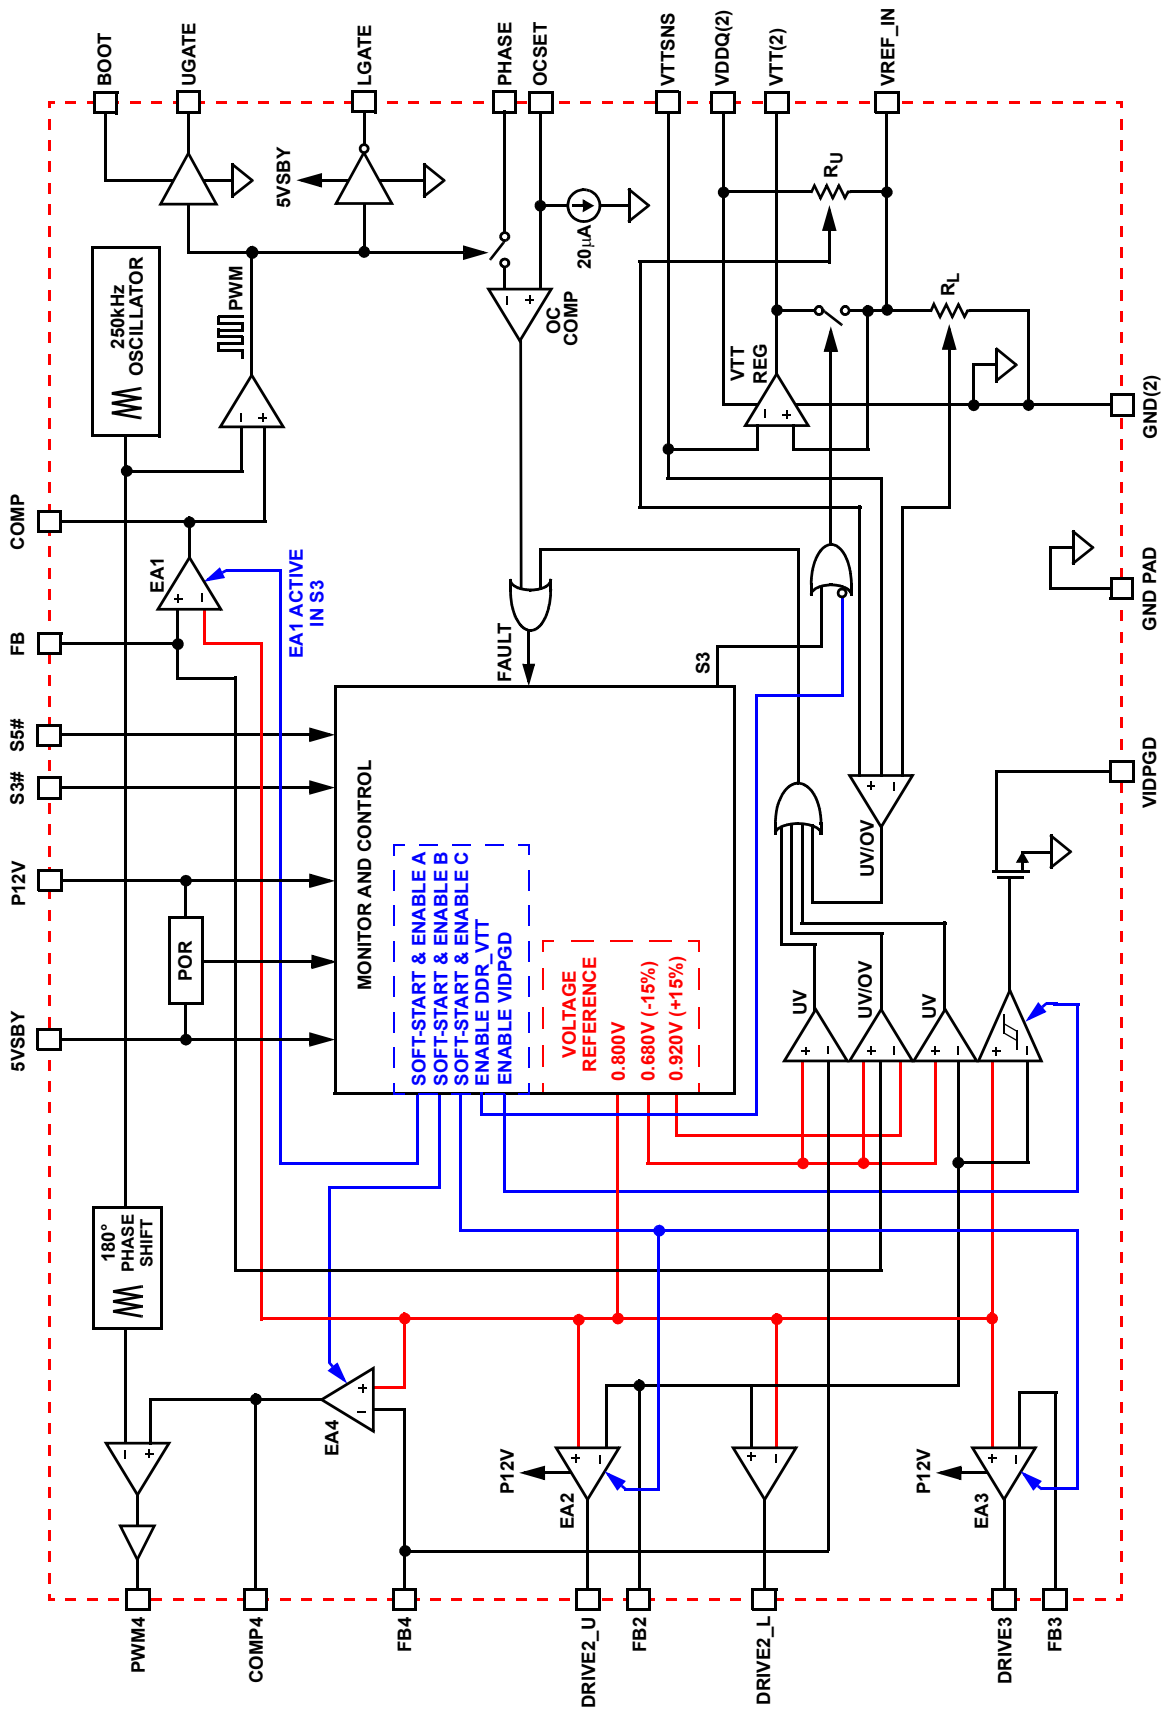 BOOT
UGATE
LGATE
PHASE
OCSET
VTTSNS
VDDQ(2)
VTT(2)
VREF_IN
5VSBY
20µA
RU
250kHz
OSCILLATOR
PWM
OC
COMP
VTT
REG
RL
GND(2)
COMP
EA1
EA1 ACTIVE
IN S3
FB
FAULT
S3
GND PAD
S5#
S3#
P12V
POR
5VSBY
MONITOR AND CONTROL
SOFT-START & ENABLE A
SOFT-START & ENABLE B
SOFT-START & ENABLE C
ENABLE DDR_VTT
ENABLE VIDPGD
VOLTAGE
REFERENCE
0.800V
0.680V (-15%)
0.920V (+15%)
UV/OV
VIDPGD
UV
UV/OV
UV
180°
PHASE
SHIFT
EA4
P12V
EA2
P12V
EA3
PWM4
COMP4
FB4
DRIVE2_U
FB2
DRIVE2_L
DRIVE3
FB3